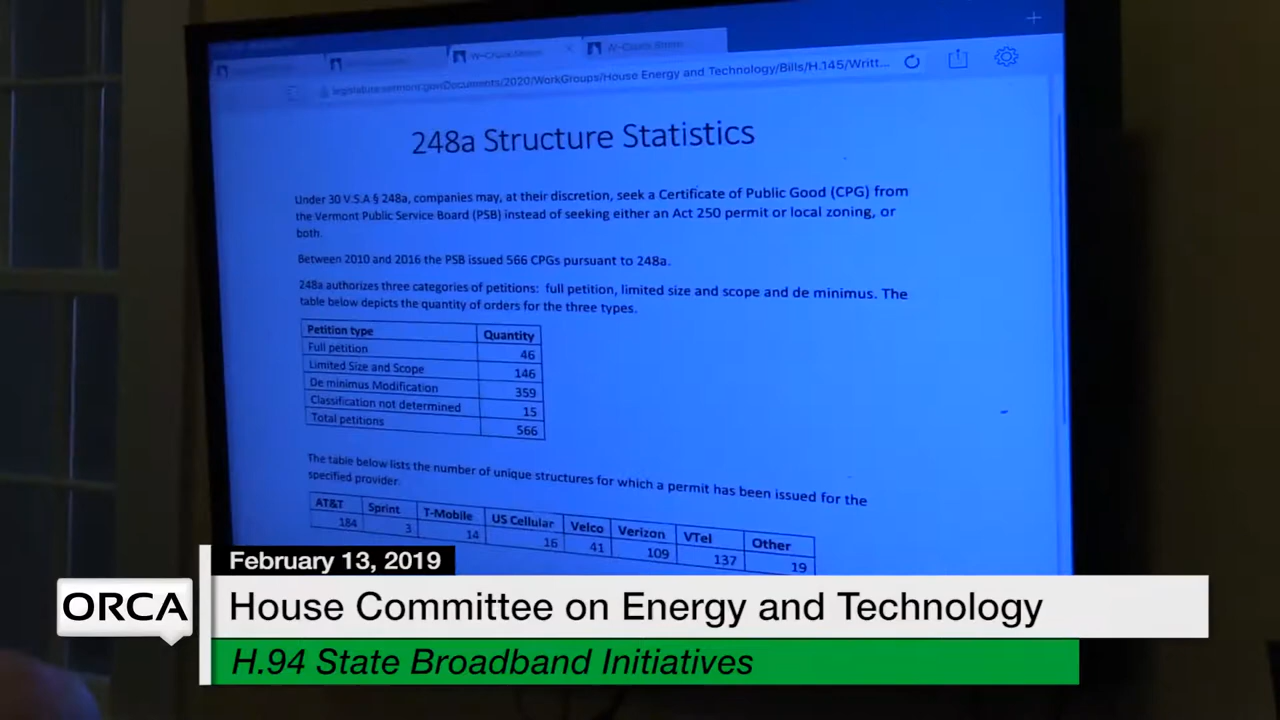 legislature.vermont.gov/Documents/2020/WorkGroups/House Energy and Technology/Bills/H.145/Writt...
248a Structure Statistics
Under 30 V.S.A § 248a, companies may, at their discretion, seek a Certificate of Public Good (CPG) from
the Vermont Public Service Board (PSB) instead of seeking either an Act 250 permit or local zoning, or
both.
Between 2010 and 2016 the PSB issued 566 CPGs pursuant to 248a.
248a authorizes three categories of petitions: full petition, limited size and scope and de minimus. The
table below depicts the quantity of orders for the three types.
Petition type Quantity
Full petition 46
Limited Size and Scope 146
De minimus Modification 359
Classification not determined 15
Total petitions 566
The table below lists the number of unique structures for which a permit has been issued for the
specified provider.
AT&T Sprint T-Mobile US Cellular Velco Verizon VTel Other
184 3 14 16 41 109 137 19
February 13, 2019
ORCA
House Committee on Energy and Technology
H.94 State Broadband Initiatives